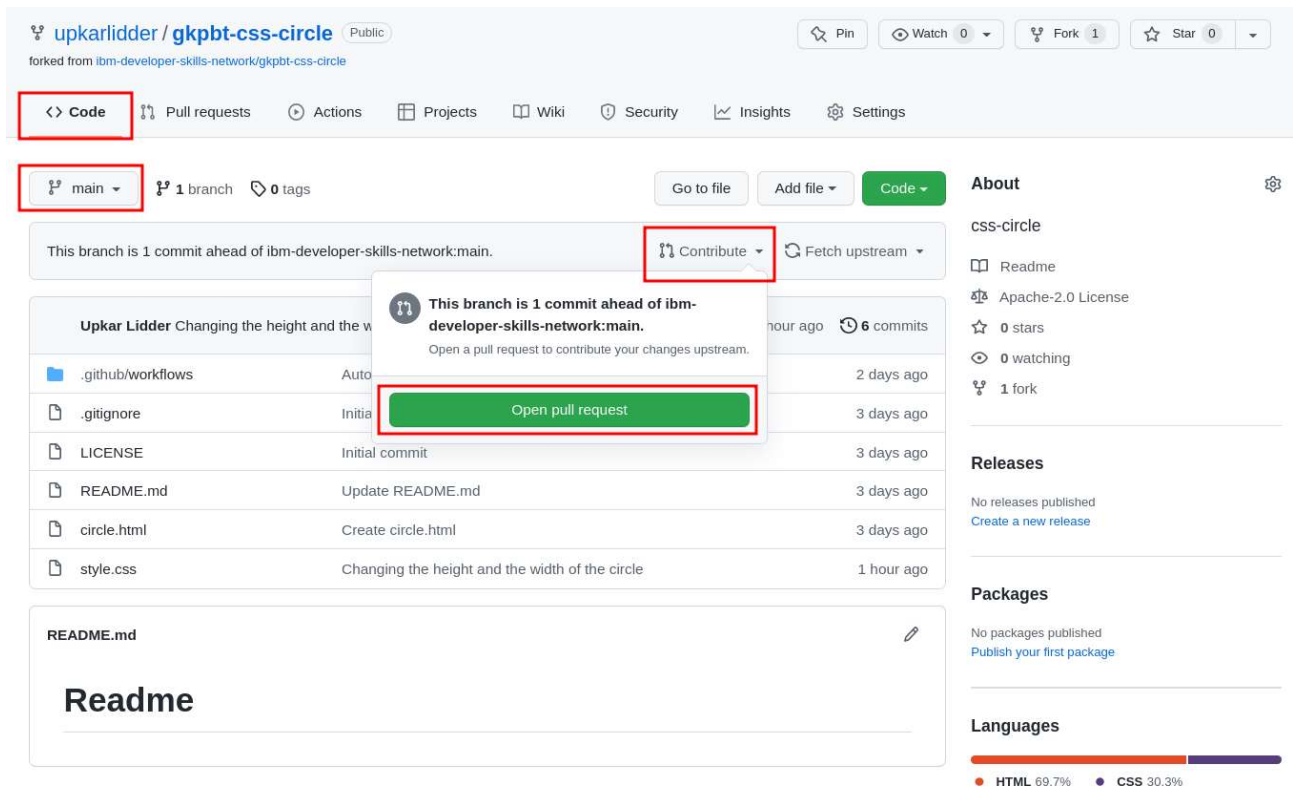 upkarlidder / gkpbt-css-circle Public
Pin Watch 0 Fork 1 Star 0
forked from ibm-developer-skills-network/gkpbt-css-circle
<> Code Pull requests Actions Projects Wiki Security Insights Settings
main 1 branch 0 tags Go to file Add file Code
This branch is 1 commit ahead of ibm-developer-skills-network:main. Contribute Fetch upstream
This branch is 1 commit ahead of ibm-
developer-skills-network:main.
Open a pull request to contribute your changes upstream.
Open pull request
Upkar Lidder Changing the height and the w hour ago 6 commits
.github/workflows Auto 2 days ago
.gitignore Initia 3 days ago
LICENSE Initial commit 3 days ago
README.md Update README.md 3 days ago
circle.html Create circle.html 3 days ago
style.css Changing the height and the width of the circle 1 hour ago
README.md
Readme
About
css-circle
Readme
Apache-2.0 License
0 stars
0 watching
1 fork
Releases
No releases published
Create a new release
Packages
No packages published
Publish your first package
Languages
HTML 69.7% CSS 30.3%